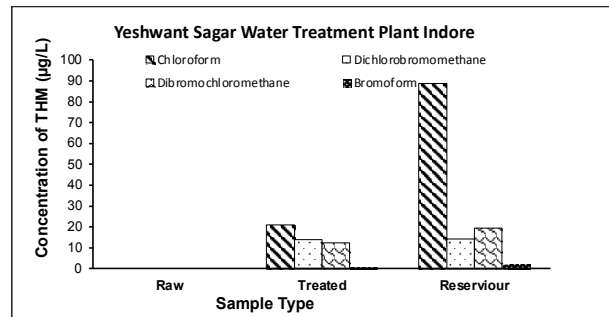 Yeshwant Sagar Water Treatment Plant Indore
Chloroform Dichlorobromomethane
Dibromochloromethane Bromoform
Concentration of THM (µg/L)
100
90
80
70
60
50
40
30
20
10
0
Raw Treated Reserviour
Sample Type